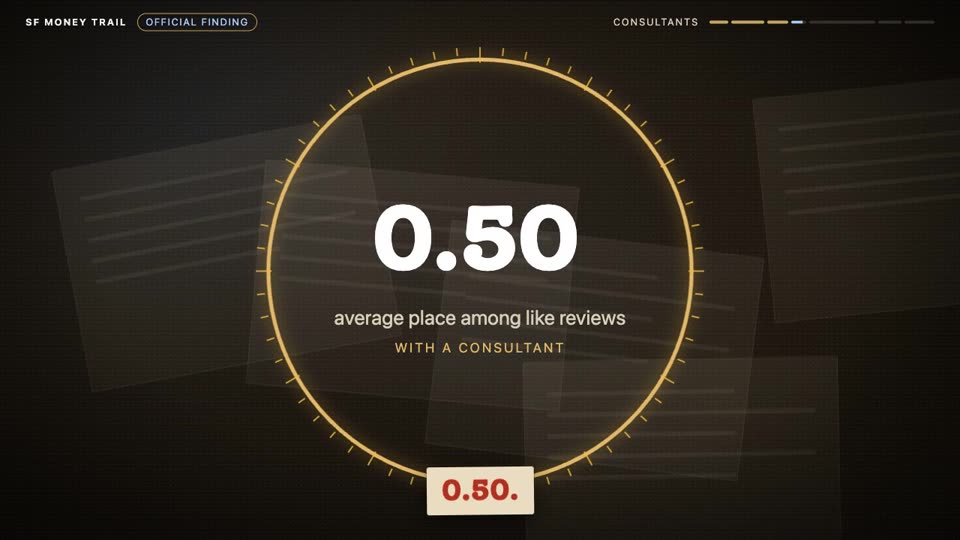 SF MONEY TRAIL
OFFICIAL FINDING
CONSULTANTS
0.50
average place among like reviews
WITH A CONSULTANT
0.50.